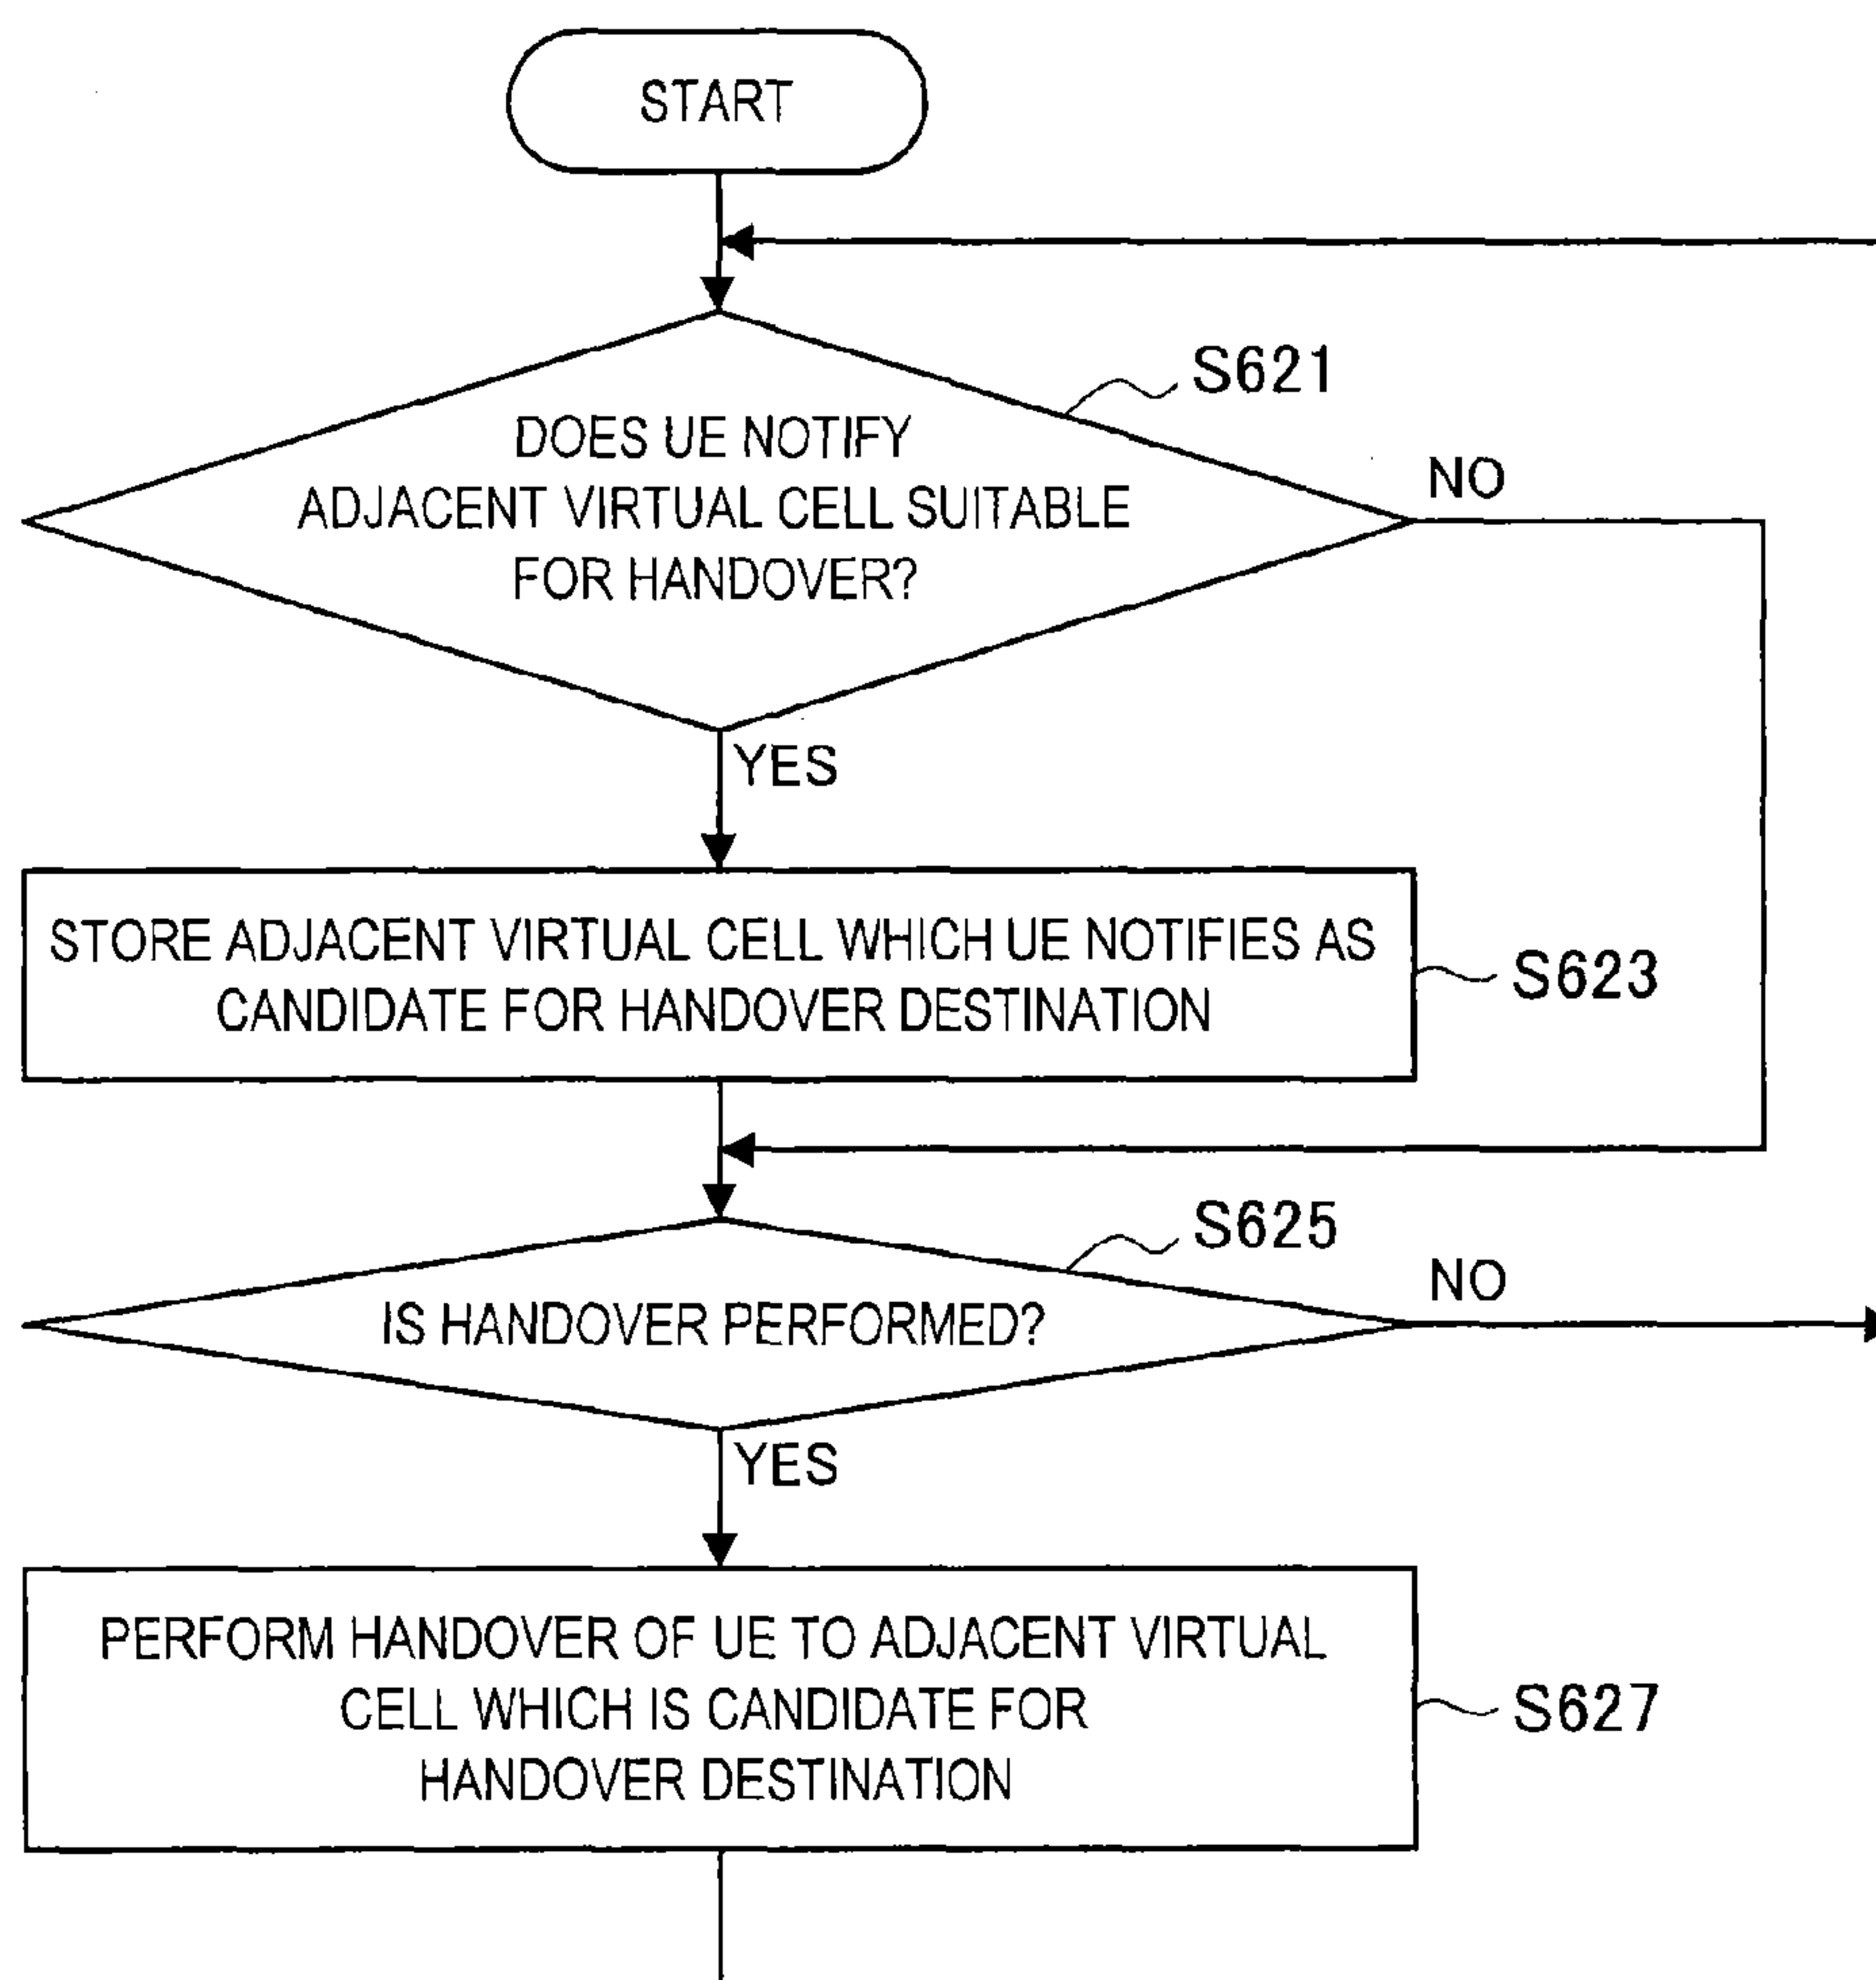 START
S621
DOES UE NOTIFY
ADJACENT VIRTUAL CELL SUITABLE
FOR HANDOVER?
NO
YES
STORE ADJACENT VIRTUAL CELL WHICH UE NOTIFIES AS
CANDIDATE FOR HANDOVER DESTINATION
S623
S625
IS HANDOVER PERFORMED?
NO
YES
PERFORM HANDOVER OF UE TO ADJACENT VIRTUAL
CELL WHICH IS CANDIDATE FOR
HANDOVER DESTINATION
S627